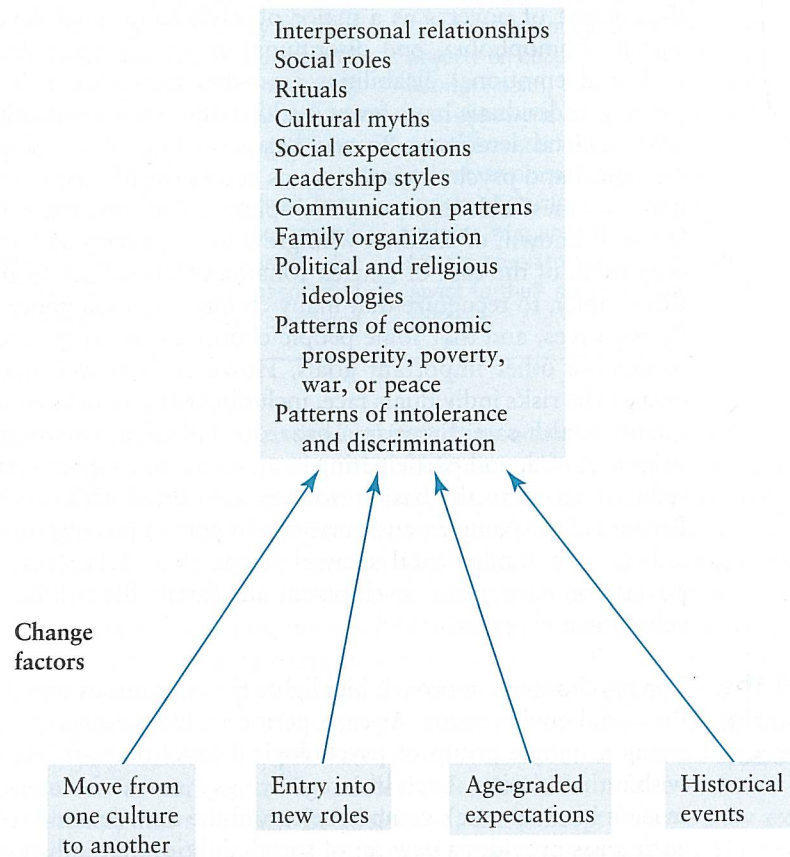 Interpersonal relationships
Social roles
Rituals
Cultural myths
Social expectations
Leadership styles
Communication patterns
Family organization
Political and religious
ideologies
Patterns of economic
prosperity, poverty,
war, or peace
Patterns of intolerance
and discrimination
Change
factors
Move from
one culture
to another
Entry into
new roles
Age-graded
expectations
Historical
events